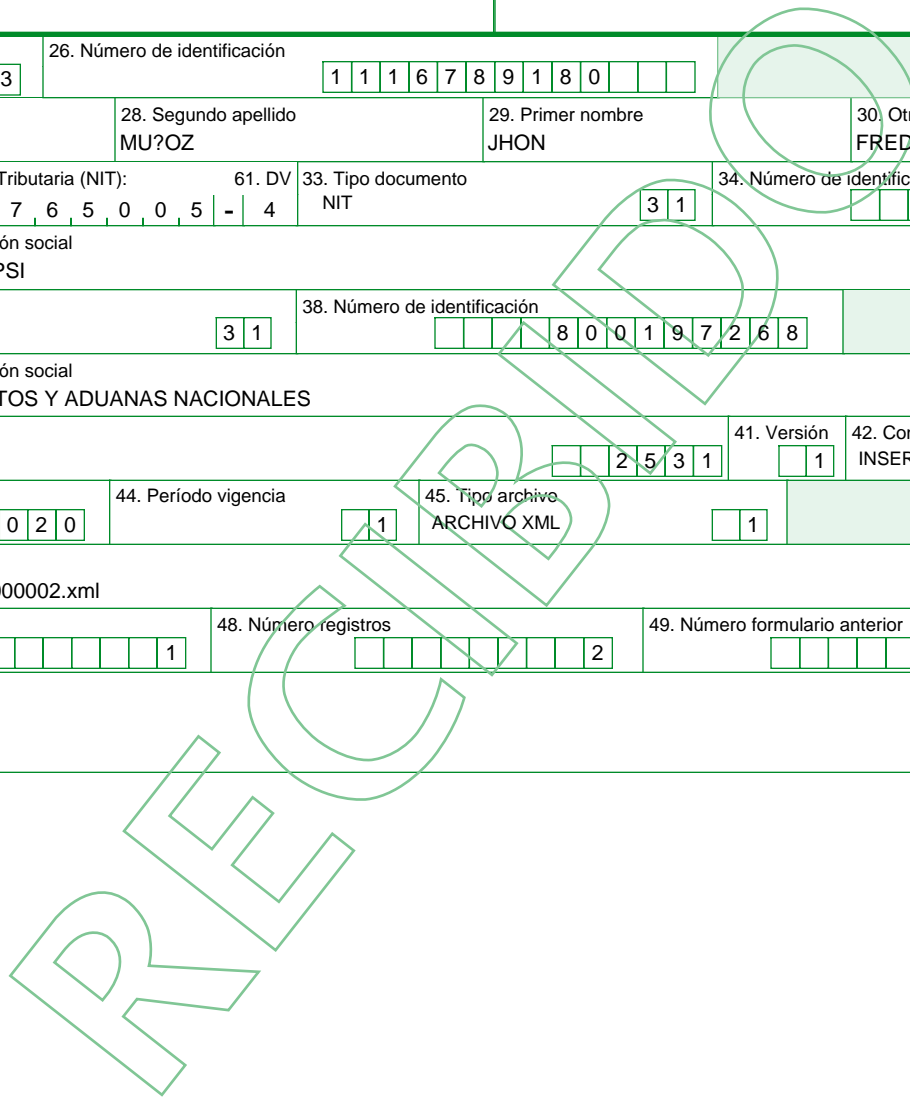 26. Número de identificación
3 1 1 1 6 7 8 9 1 8 0
28. Segundo apellido 29. Primer nombre 30. Otr
MU?OZ JHON FRED
Tributaria (NIT): 61. DV 33. Tipo documento 34. Número de identific
7 6 5 0 0 5 - 4 NIT 3 1
ón social
PSI
38. Número de identificación
3 1 8 0 0 1 9 7 2 6 8
ón social
TOS Y ADUANAS NACIONALES
41. Versión 42. Con
2 5 3 1 1 INSER
44. Período vigencia 45. Tipo archivo
0 2 0 1 ARCHIVO XML 1
000002.xml
48. Número registros 49. Número formulario anterior
1 2
RECIBIDO